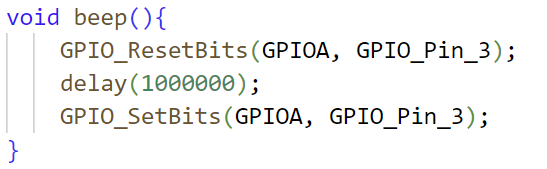 void beep(){
    GPIO_ResetBits(GPIOA, GPIO_Pin_3);
    delay(1000000);
    GPIO_SetBits(GPIOA, GPIO_Pin_3);
}